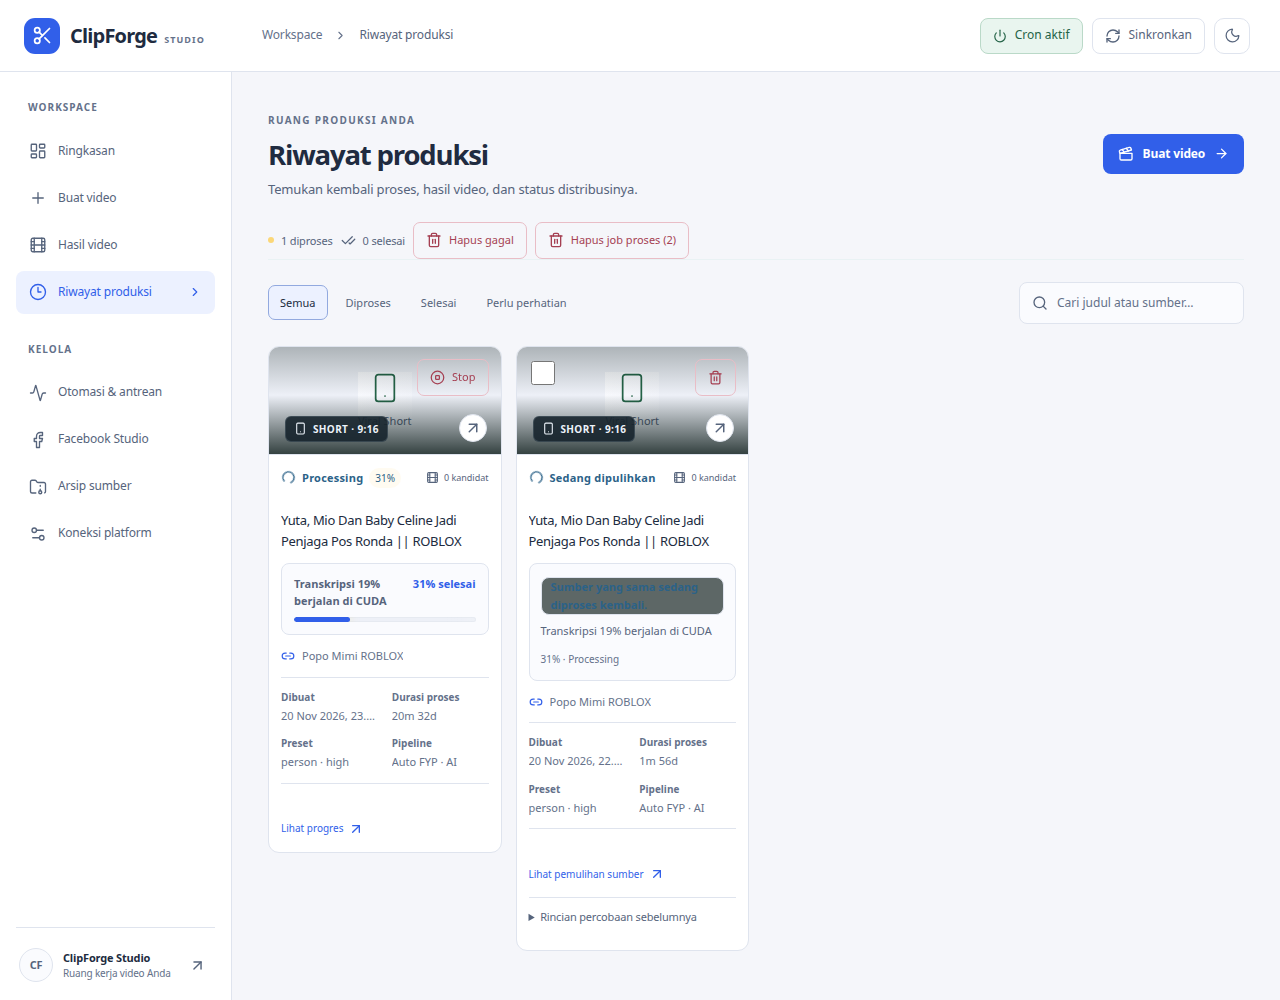 ClipForge STUDIO
Workspace
Riwayat produksi
Cron aktif
Sinkronkan
WORKSPACE
Ringkasan
Buat video
Hasil video
Riwayat produksi
KELOLA
Otomasi & antrean
Facebook Studio
Arsip sumber
Koneksi platform
CF
ClipForge Studio
Ruang kerja video Anda
RUANG PRODUKSI ANDA
Riwayat produksi
Temukan kembali proses, hasil video, dan status distribusinya.
Buat video
1 diproses
0 selesai
Hapus gagal
Hapus job proses (2)
Semua
Diproses
Selesai
Perlu perhatian
Cari judul atau sumber...
Stop
Short
SHORT · 9:16
Processing
31%
0 kandidat
Yuta, Mio Dan Baby Celine Jadi
Penjaga Pos Ronda || ROBLOX
Transkripsi 19%
berjalan di CUDA
31% selesai
Popo Mimi ROBLOX
Dibuat
20 Nov 2026, 23....
Durasi proses
20m 32d
Preset
person · high
Pipeline
Auto FYP · AI
Lihat progres
Short
SHORT · 9:16
Sedang dipulihkan
0 kandidat
Yuta, Mio Dan Baby Celine Jadi
Penjaga Pos Ronda || ROBLOX
Sumber yang sama sedang
diproses kembali.
Transkripsi 19% berjalan di CUDA
31% · Processing
Popo Mimi ROBLOX
Dibuat
20 Nov 2026, 22....
Durasi proses
1m 56d
Preset
person · high
Pipeline
Auto FYP · AI
Lihat pemulihan sumber
Rincian percobaan sebelumnya